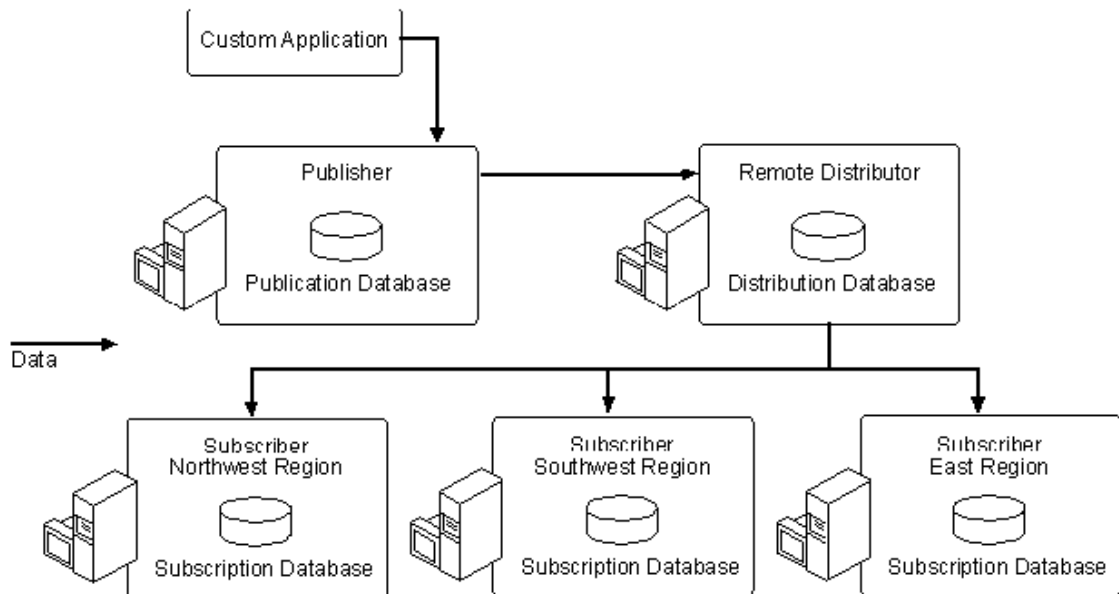 Custom Application
Publisher
Publication Database
Remote Distributor
Distribution Database
Data
Subscriber
Northwest Region
Subscription Database
Subscriber
Southwest Region
Subscription Database
Subscriber
East Region
Subscription Database